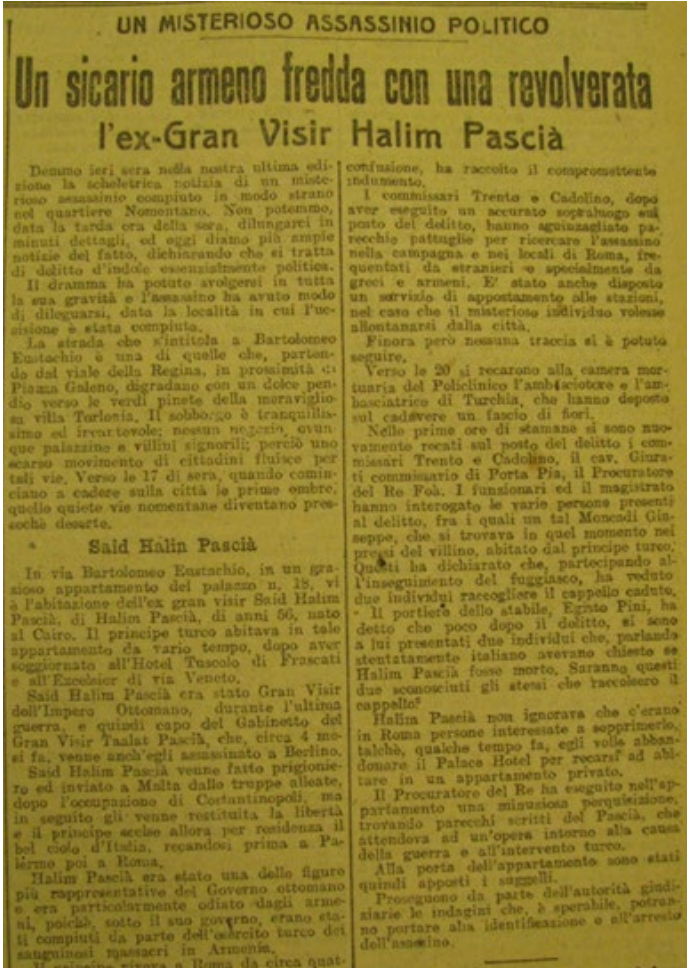 UN MISTERIOSO ASSASSINIO POLITICO
Un sicario armeno fredda con una revolverata
l'ex-Gran Visir Halim Pascià
Demmo ieri sera nella nostra ultima edi-
zione la scheletrica notizia di un miste-
rioso assassinio compiuto in modo strano
nel quartiere Nomentano. Non potemmo,
data la tarda ora della sera, dilungarci in
minuti dettagli, ed oggi diamo più ampie
notizie del fatto, dichiarando che si tratta
di delitto d'indole essenzialmente politica.
Il dramma ha potuto svolgersi in tutta
la sua gravità e l'assassino ha avuto modo
di dileguarsi, data la località in cui l'uc-
cisione è stata compiuta.
La strada che s'intitola a Bartolomeo
Eustachio è una di quelle che, parten-
do dal viale della Regina, in prossimità di
Piazza Galeno, digradano con un dolce pen-
dio verso le verdi pinete della meraviglio-
sa villa Torlonia. Il sobborgo è tranquillis-
simo ed incantevole; nessun negozio, ovun-
que palazzine e villini signorili; perciò uno
scarso movimento di cittadini fluisce per
tali vie. Verso le 17 di sera, quando comin-
ciano a cadere sulla città le prime ombre,
quelle quiete vie nomentane diventano pres-
sochè deserte.
Said Halin Pascià
In via Bartolomeo Eustachio, in un gra-
zioso appartamento del palazzo n. 18, vi
è l'abitazione dell'ex gran visir Said Halim
Pascià, di Halim Pascià, di anni 56, nato
al Cairo. Il principe turco abitava in tale
appartamento da vario tempo, dopo aver
soggiornato all'Hotel Tuscolo di Frascati
e all'Excelsior di via Veneto.
Said Halim Pascià era stato Gran Visir
dell'Impero Ottomano, durante l'ultima
guerra, e quindi capo del Gabinetto del
Gran Visir Taalat Pascià, che, circa 4 me-
si fa, venne anch'egli assassinato a Berlino.
Said Halim Pascià venne fatto prigionie-
ro ed inviato a Malta dalle truppe alleate,
dopo l'occupazione di Costantinopoli, ma
in seguito gli venne restituita la libertà
e il principe scelse allora per residenza il
bel cielo d'Italia, recandosi prima a Pa-
lermo poi a Roma.
Halim Pascià era stato una delle figure
più rappresentative del Governo ottomano
e era particolarmente odiato dagli arme-
ni, poichè, sotto il suo governo, erano sta-
ti compiuti da parte dell'esercito turco dei
sanguinosi massacri in Armenia.
Il principe viveva a Roma da circa quat-
confusione, ha raccolto il compromettente
indumento.
I commissari Trento e Cadolino, dopo
aver eseguito un accurato sopraluogo sul
posto del delitto, hanno sguinzagliato pa-
recchie pattuglie per ricercare l'assassino
nella campagna e nei locali di Roma, fre-
quentati da stranieri e specialmente da
greci e armeni. E' stato anche disposto
un servizio di appostamento alle stazioni,
nel caso che il misterioso individuo volesse
allontanarsi dalla città.
Finora però nessuna traccia si è potuta
seguire.
Verso le 20 si recarono alla camera mor-
tuaria del Policlinico l'ambasciatore e l'am-
basciatrice di Turchia, che hanno deposto
sul cadavere un fascio di fiori.
Nelle prime ore di stamane si sono nuo-
vamente recati sul posto del delitto i com-
missari Trento e Cadolino, il cav. Giura-
ti commissario di Porta Pia, il Procuratore
del Re Foà. I funzionari ed il magistrato
hanno interogato le varie persone presenti
al delitto, fra i quali un tal Moncadi Giu-
seppe, che si trovava in quel momento nei
pressi del villino, abitato dal principe turco.
Questi ha dichiarato che, partecipando al-
l'inseguimento del fuggiasco, ha veduto
due individui raccogliere il cappello caduto.
Il portiere dello stabile, Egisto Pini, ha
detto che poco dopo il delitto, si sono
a lui presentati due individui che, parlando
stentatamente italiano avevano chiesto se
Halim Pascià fosse morto. Saranno questi
due sconosciuti gli stessi che raccolsero il
cappello?
Halim Pascià non ignorava che c'erano
in Roma persone interessate a sopprimerlo,
talchè, qualche tempo fa, egli volle abban-
donare il Palace Hotel per recarsi ad abi-
tare in un appartamento privato.
Il Procuratore del Re ha eseguito nell'ap-
partamento una minuziosa perquisizione,
trovando parecchi scritti del Pascià, che
attendeva ad un'opera intorno alla causa
della guerra e all'intervento turco.
Alla porta dell'appartamento sono stati
quindi apposti i suggelli.
Proseguono da parte dell'autorità giudi-
ziarie le indagini che, è sperabile, potran-
no portare alla identificazione e all'arresto
dell'assassino.